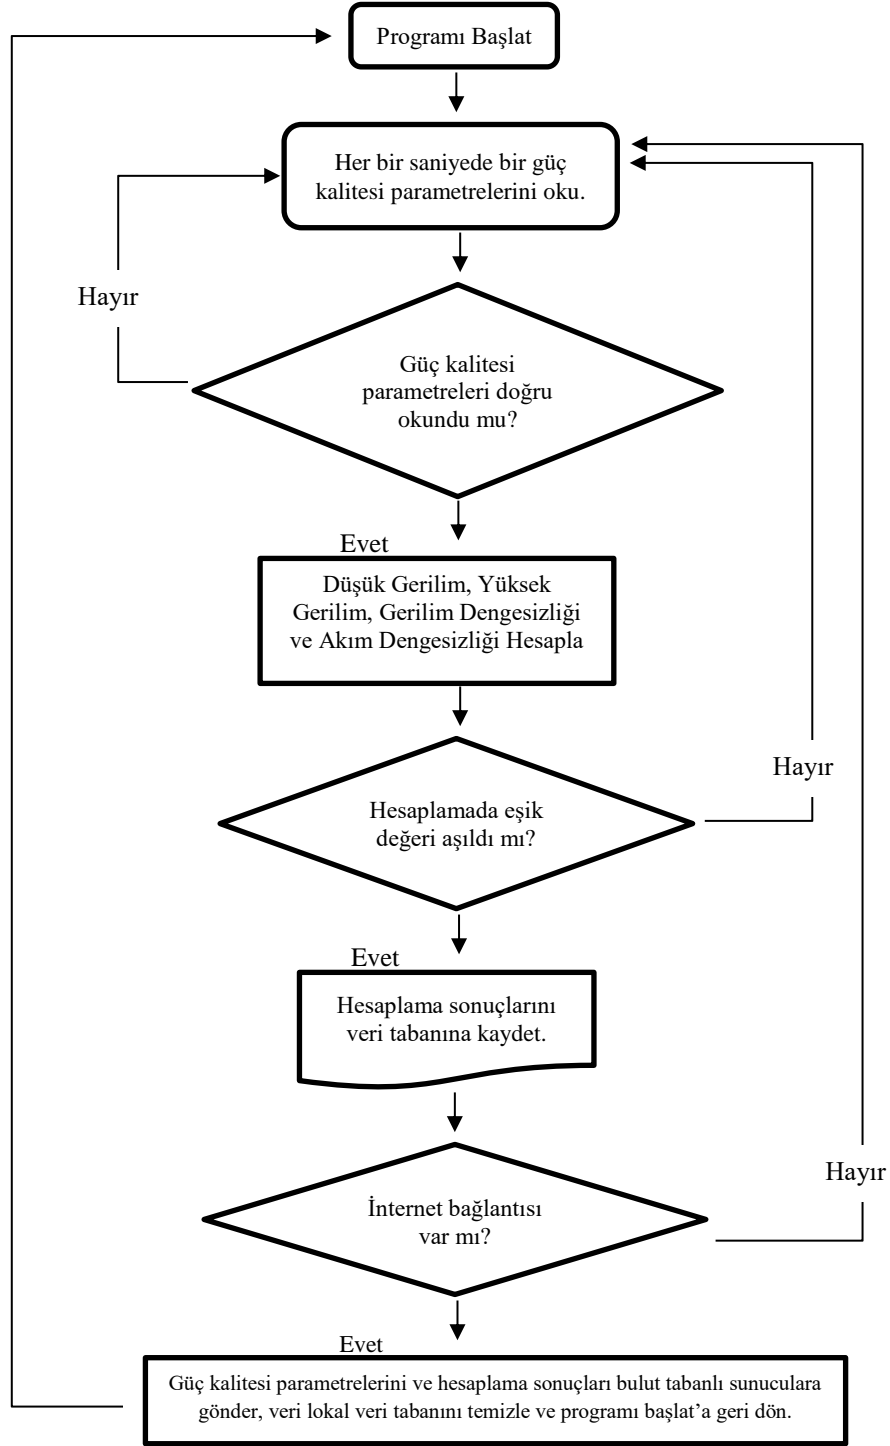 Programı Başlat
Her bir saniyede bir güç
kalitesi parametrelerini oku.
Hayır
Güç kalitesi
parametreleri doğru
okundu mu?
Evet
Düşük Gerilim, Yüksek
Gerilim, Gerilim Dengesizliği
ve Akım Dengesizliği Hesapla
Hayır
Hesaplamada eşik
değeri aşıldı mı?
Evet
Hesaplama sonuçlarını
veri tabanına kaydet.
Hayır
İnternet bağlantısı
var mı?
Evet
Güç kalitesi parametrelerini ve hesaplama sonuçları bulut tabanlı sunuculara
gönder, veri lokal veri tabanını temizle ve programı başlat’a geri dön.